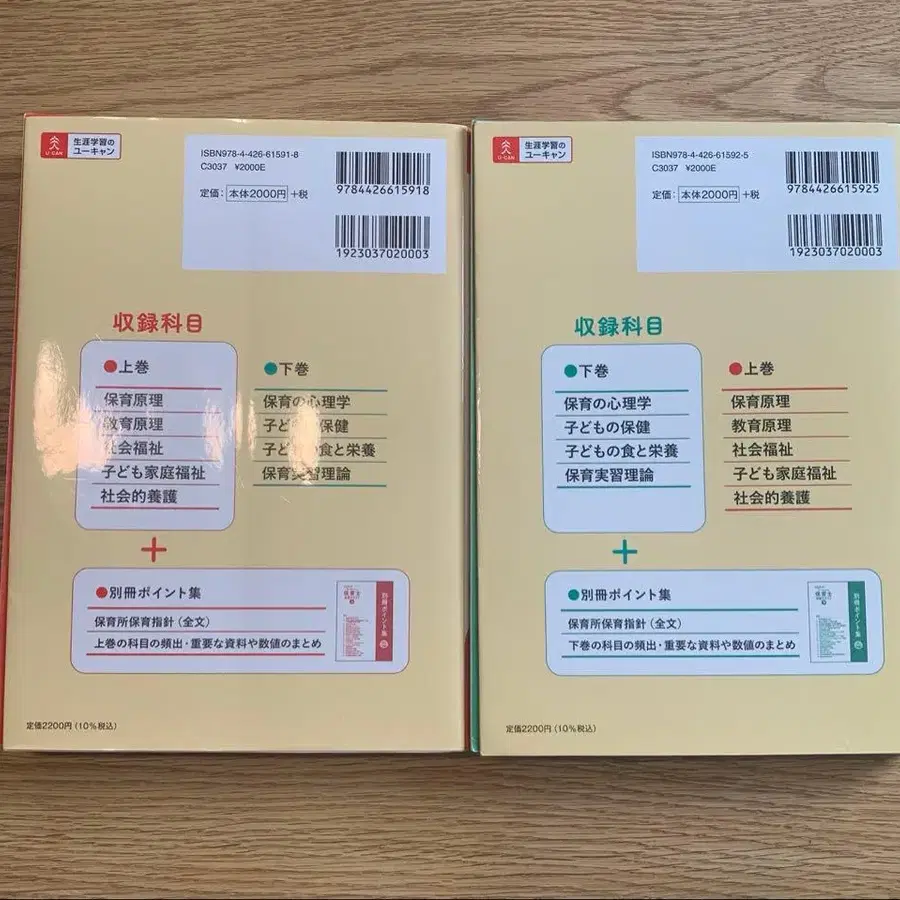 生涯学習の
ユーキャン
U-CAN
ISBN978-4-426-61591-8
C3037 ¥2000E
定価：本体2000円＋税
9784426615918
1923037020003
収録科目
●上巻
保育原理
教育原理
社会福祉
子ども家庭福祉
社会的養護
●下巻
保育の心理学
子どもの保健
子どもの食と栄養
保育実習理論
＋
●別冊ポイント集
保育所保育指針（全文）
上巻の科目の頻出・重要な資料や数値のまとめ
保育士
別冊ポイント集
定価2200円（10％税込）
生涯学習の
ユーキャン
U-CAN
ISBN978-4-426-61592-5
C3037 ¥2000E
定価：本体2000円＋税
9784426615925
1923037020003
収録科目
●下巻
保育の心理学
子どもの保健
子どもの食と栄養
保育実習理論
●上巻
保育原理
教育原理
社会福祉
子ども家庭福祉
社会的養護
＋
●別冊ポイント集
保育所保育指針（全文）
下巻の科目の頻出・重要な資料や数値のまとめ
保育士
別冊ポイント集
定価2200円（10％税込）